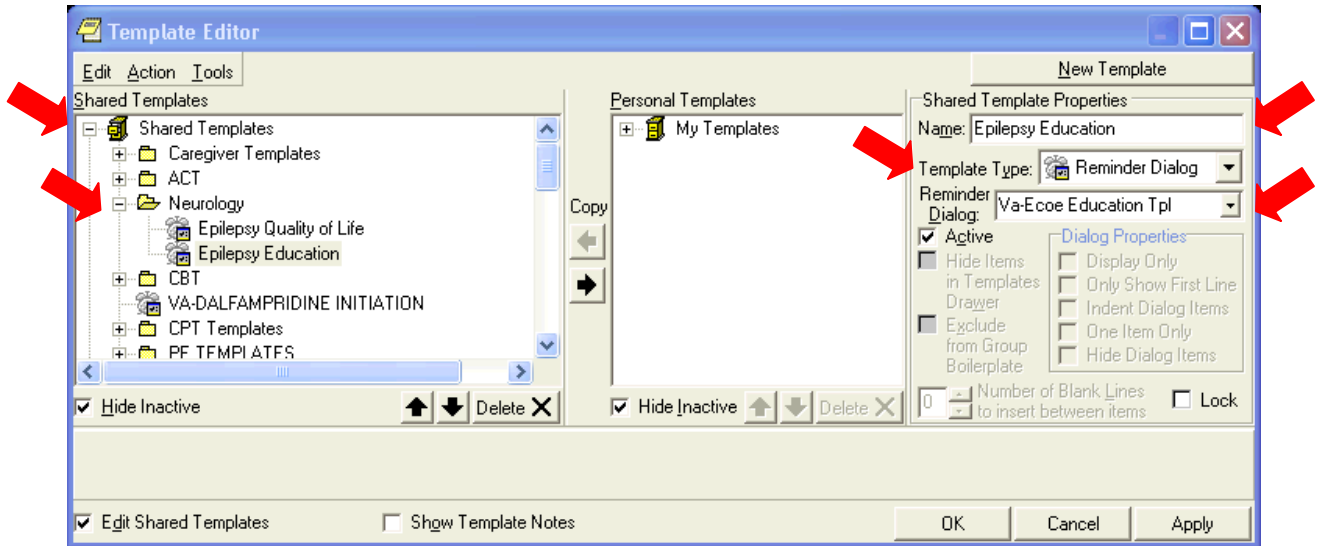 Template Editor
Edit Action Tools
New Template
Shared Templates
Shared Templates
Caregiver Templates
ACT
Neurology
Epilepsy Quality of Life
Epilepsy Education
CBT
VA-DALFAMPRIDINE INITIATION
CPT Templates
PE TEMPLATES
Hide Inactive
Delete
Copy
Personal Templates
My Templates
Hide Inactive
Delete
Shared Template Properties
Name: Epilepsy Education
Template Type: Reminder Dialog
Reminder
Dialog: Va-Ecoe Education Tpl
Active
Hide Items
in Templates
Drawer
Exclude
from Group
Boilerplate
Dialog Properties
Display Only
Only Show First Line
Indent Dialog Items
One Item Only
Hide Dialog Items
0 Number of Blank Lines
to insert between items
Lock
Edit Shared Templates
Show Template Notes
OK Cancel Apply